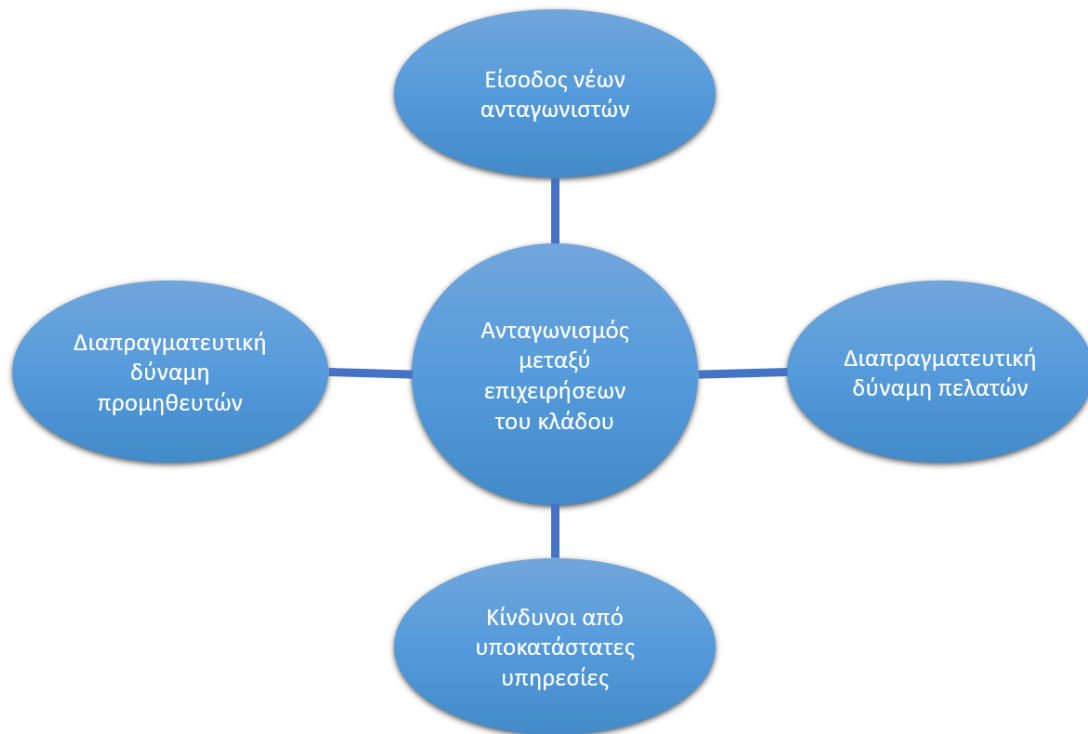 Είσοδος νέων
ανταγωνιστών
Διαπραγματευτική
δύναμη
προμηθευτών
Ανταγωνισμός
μεταξύ
επιχειρήσεων
του κλάδου
Διαπραγματευτική
δύναμη πελατών
Κίνδυνοι από
υποκατάστατες
υπηρεσίες